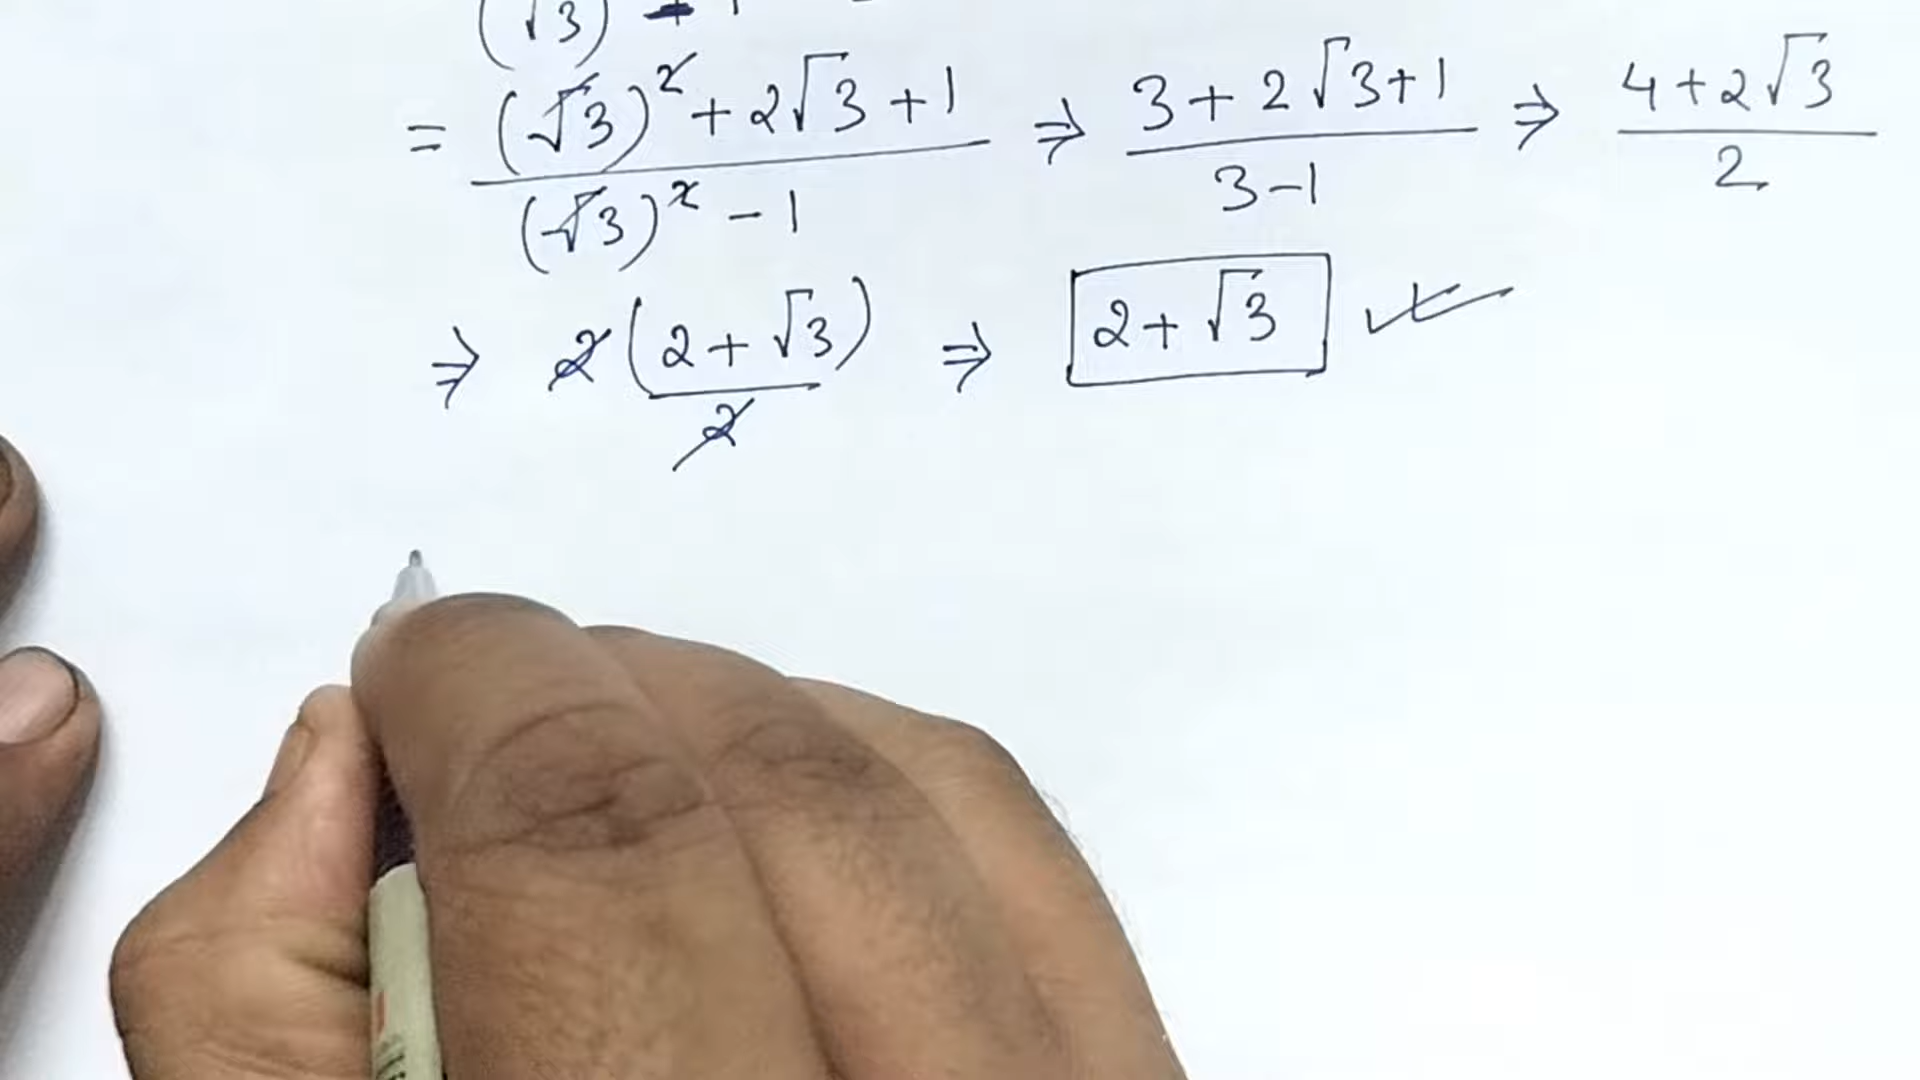 (√3)
= (√3)² + 2√3 + 1 / (√3)² - 1 ⇒ 3 + 2√3 + 1 / 3 - 1 ⇒ 4 + 2√3 / 2
⇒ 2(2 + √3) / 2 ⇒ 2 + √3 ✓